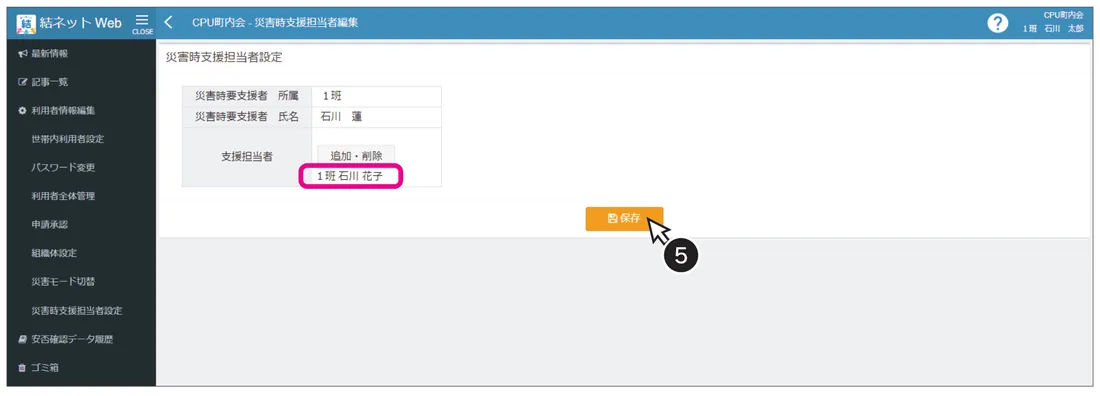 結ネット Web
CLOSE
CPU町内会 - 災害時支援担当者編集
?
CPU町内会
1班 石川 太郎
最新情報
記事一覧
利用者情報編集
世帯内利用者設定
パスワード変更
利用者全体管理
申請承認
組織体設定
災害モード切替
災害時支援担当者設定
安否確認データ履歴
ゴミ箱
災害時支援担当者設定
災害時要支援者 所属 1班
災害時要支援者 氏名 石川 蓮
支援担当者
追加・削除
1班 石川 花子
保存
5